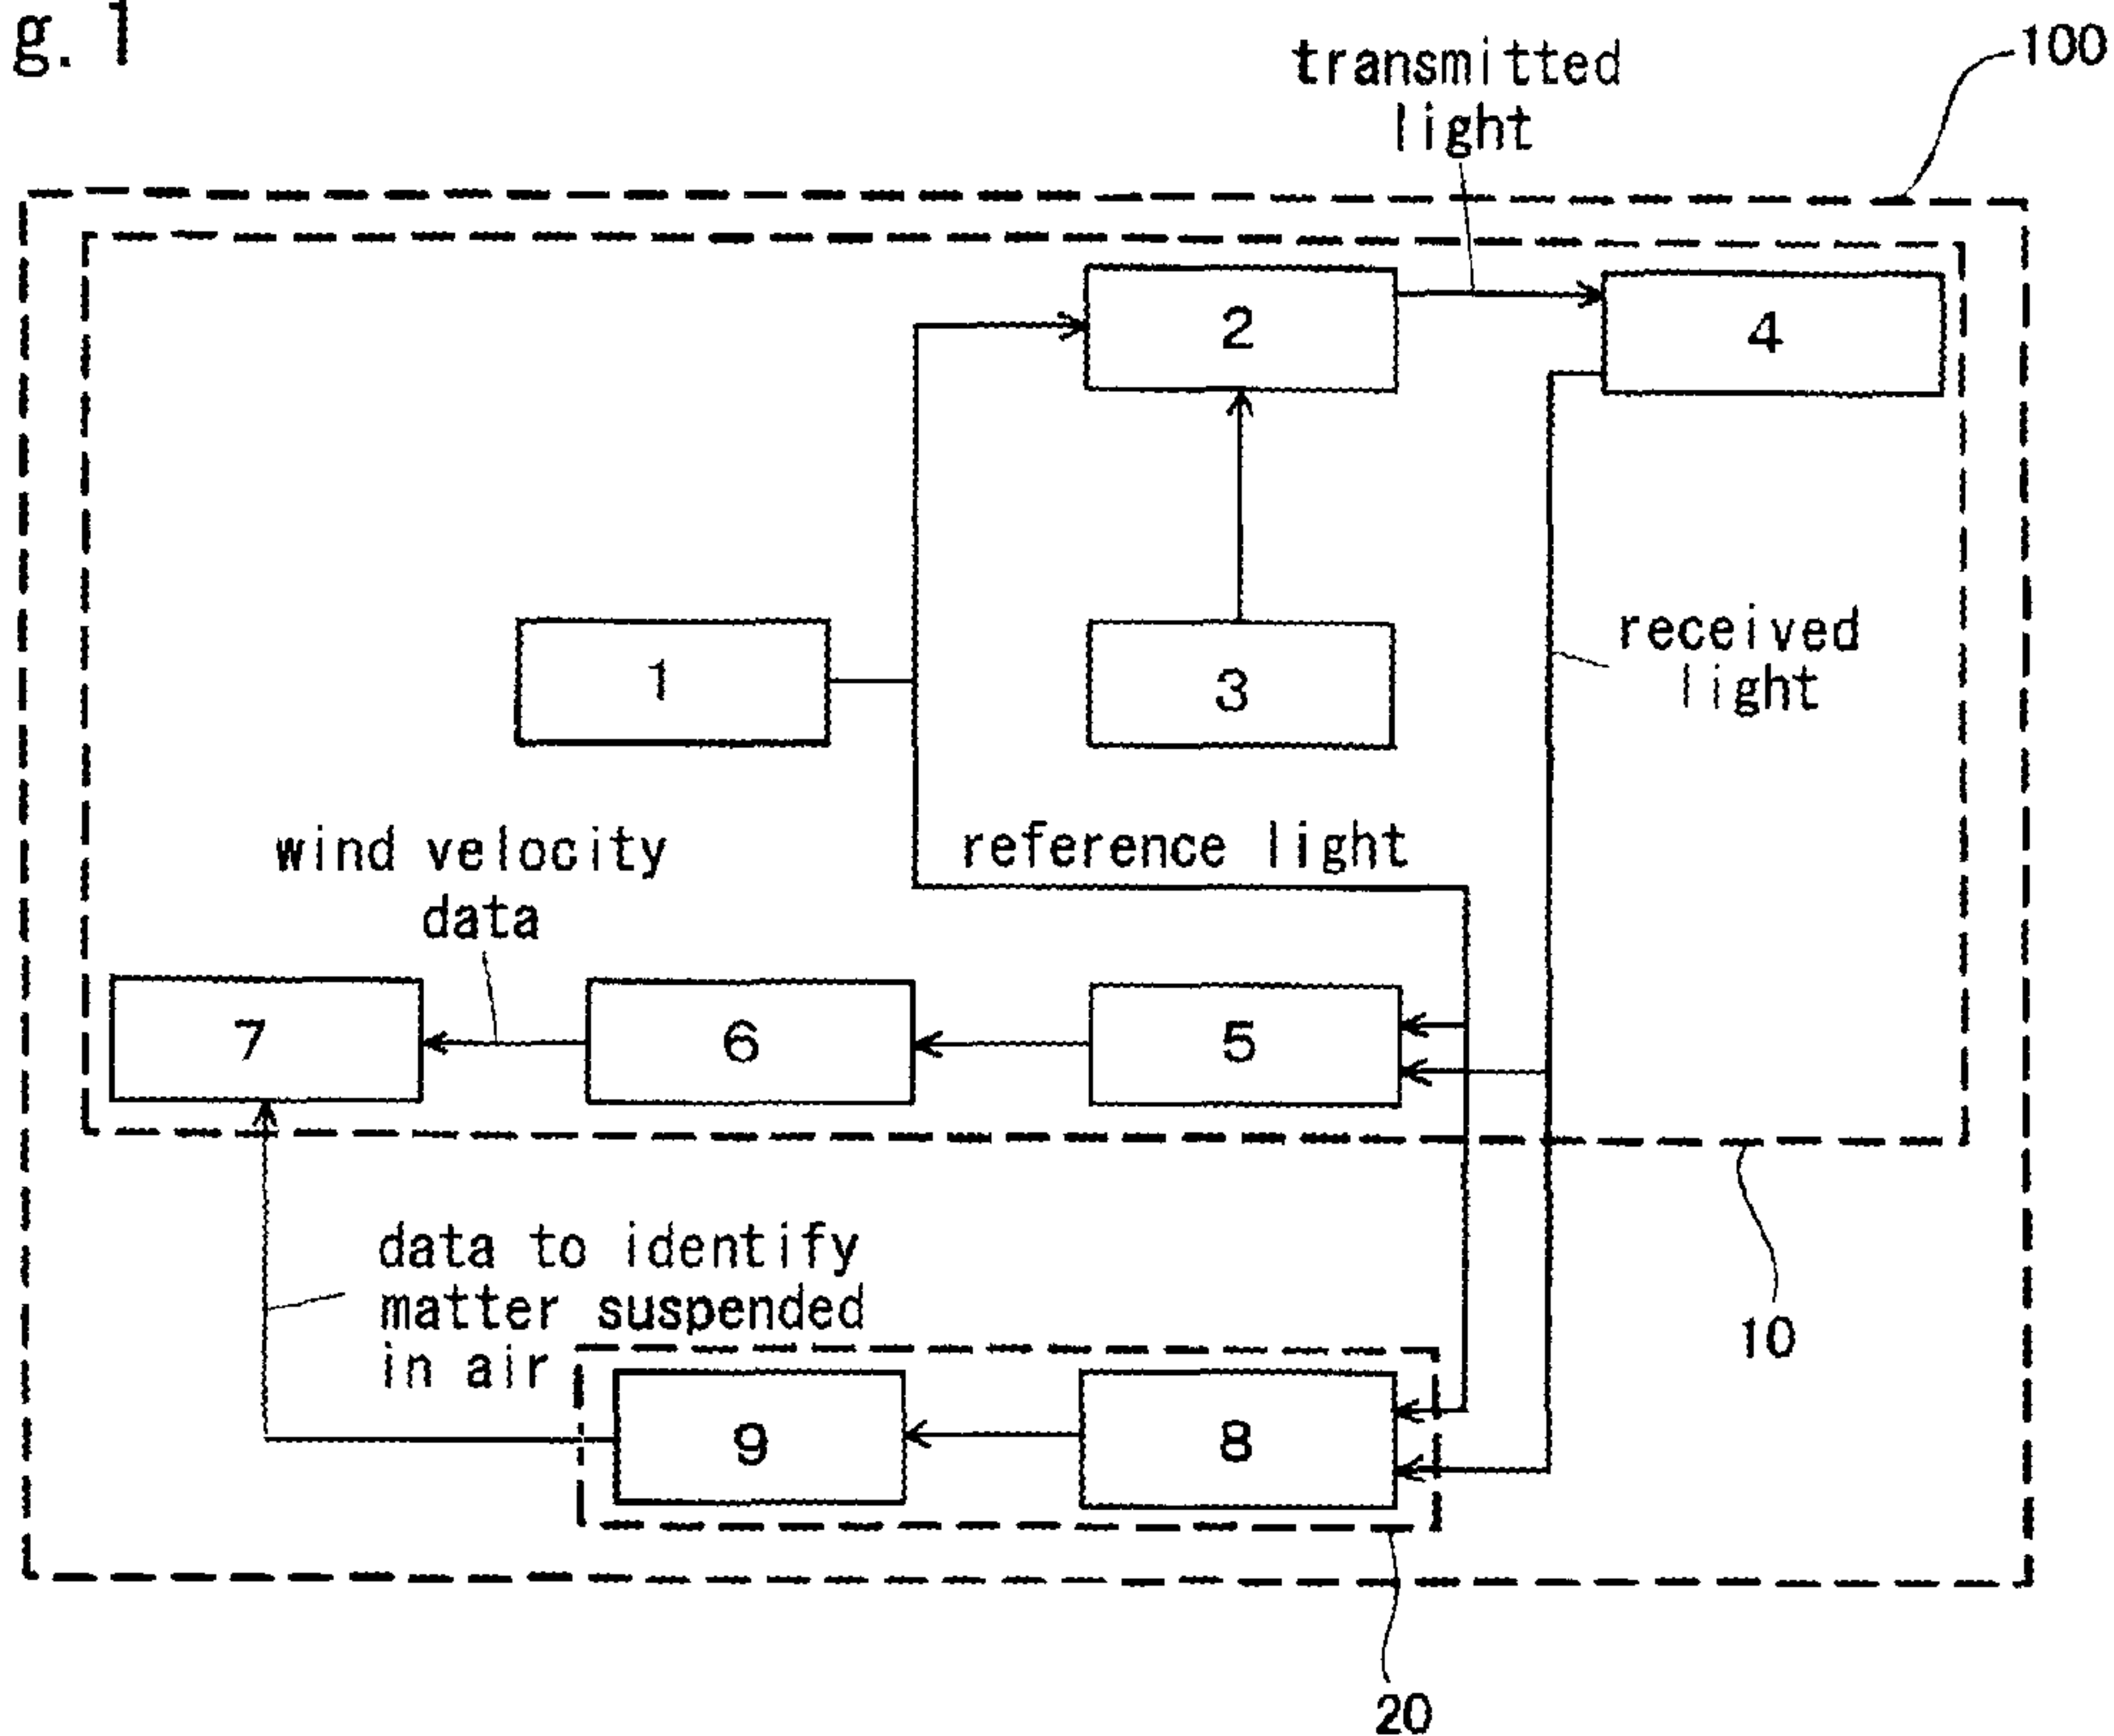 g. 1
100
transmitted
light
2
4
1
3
received
light
wind velocity
data
reference light
7
6
5
data to identify
matter suspended
in air
10
9
8
20